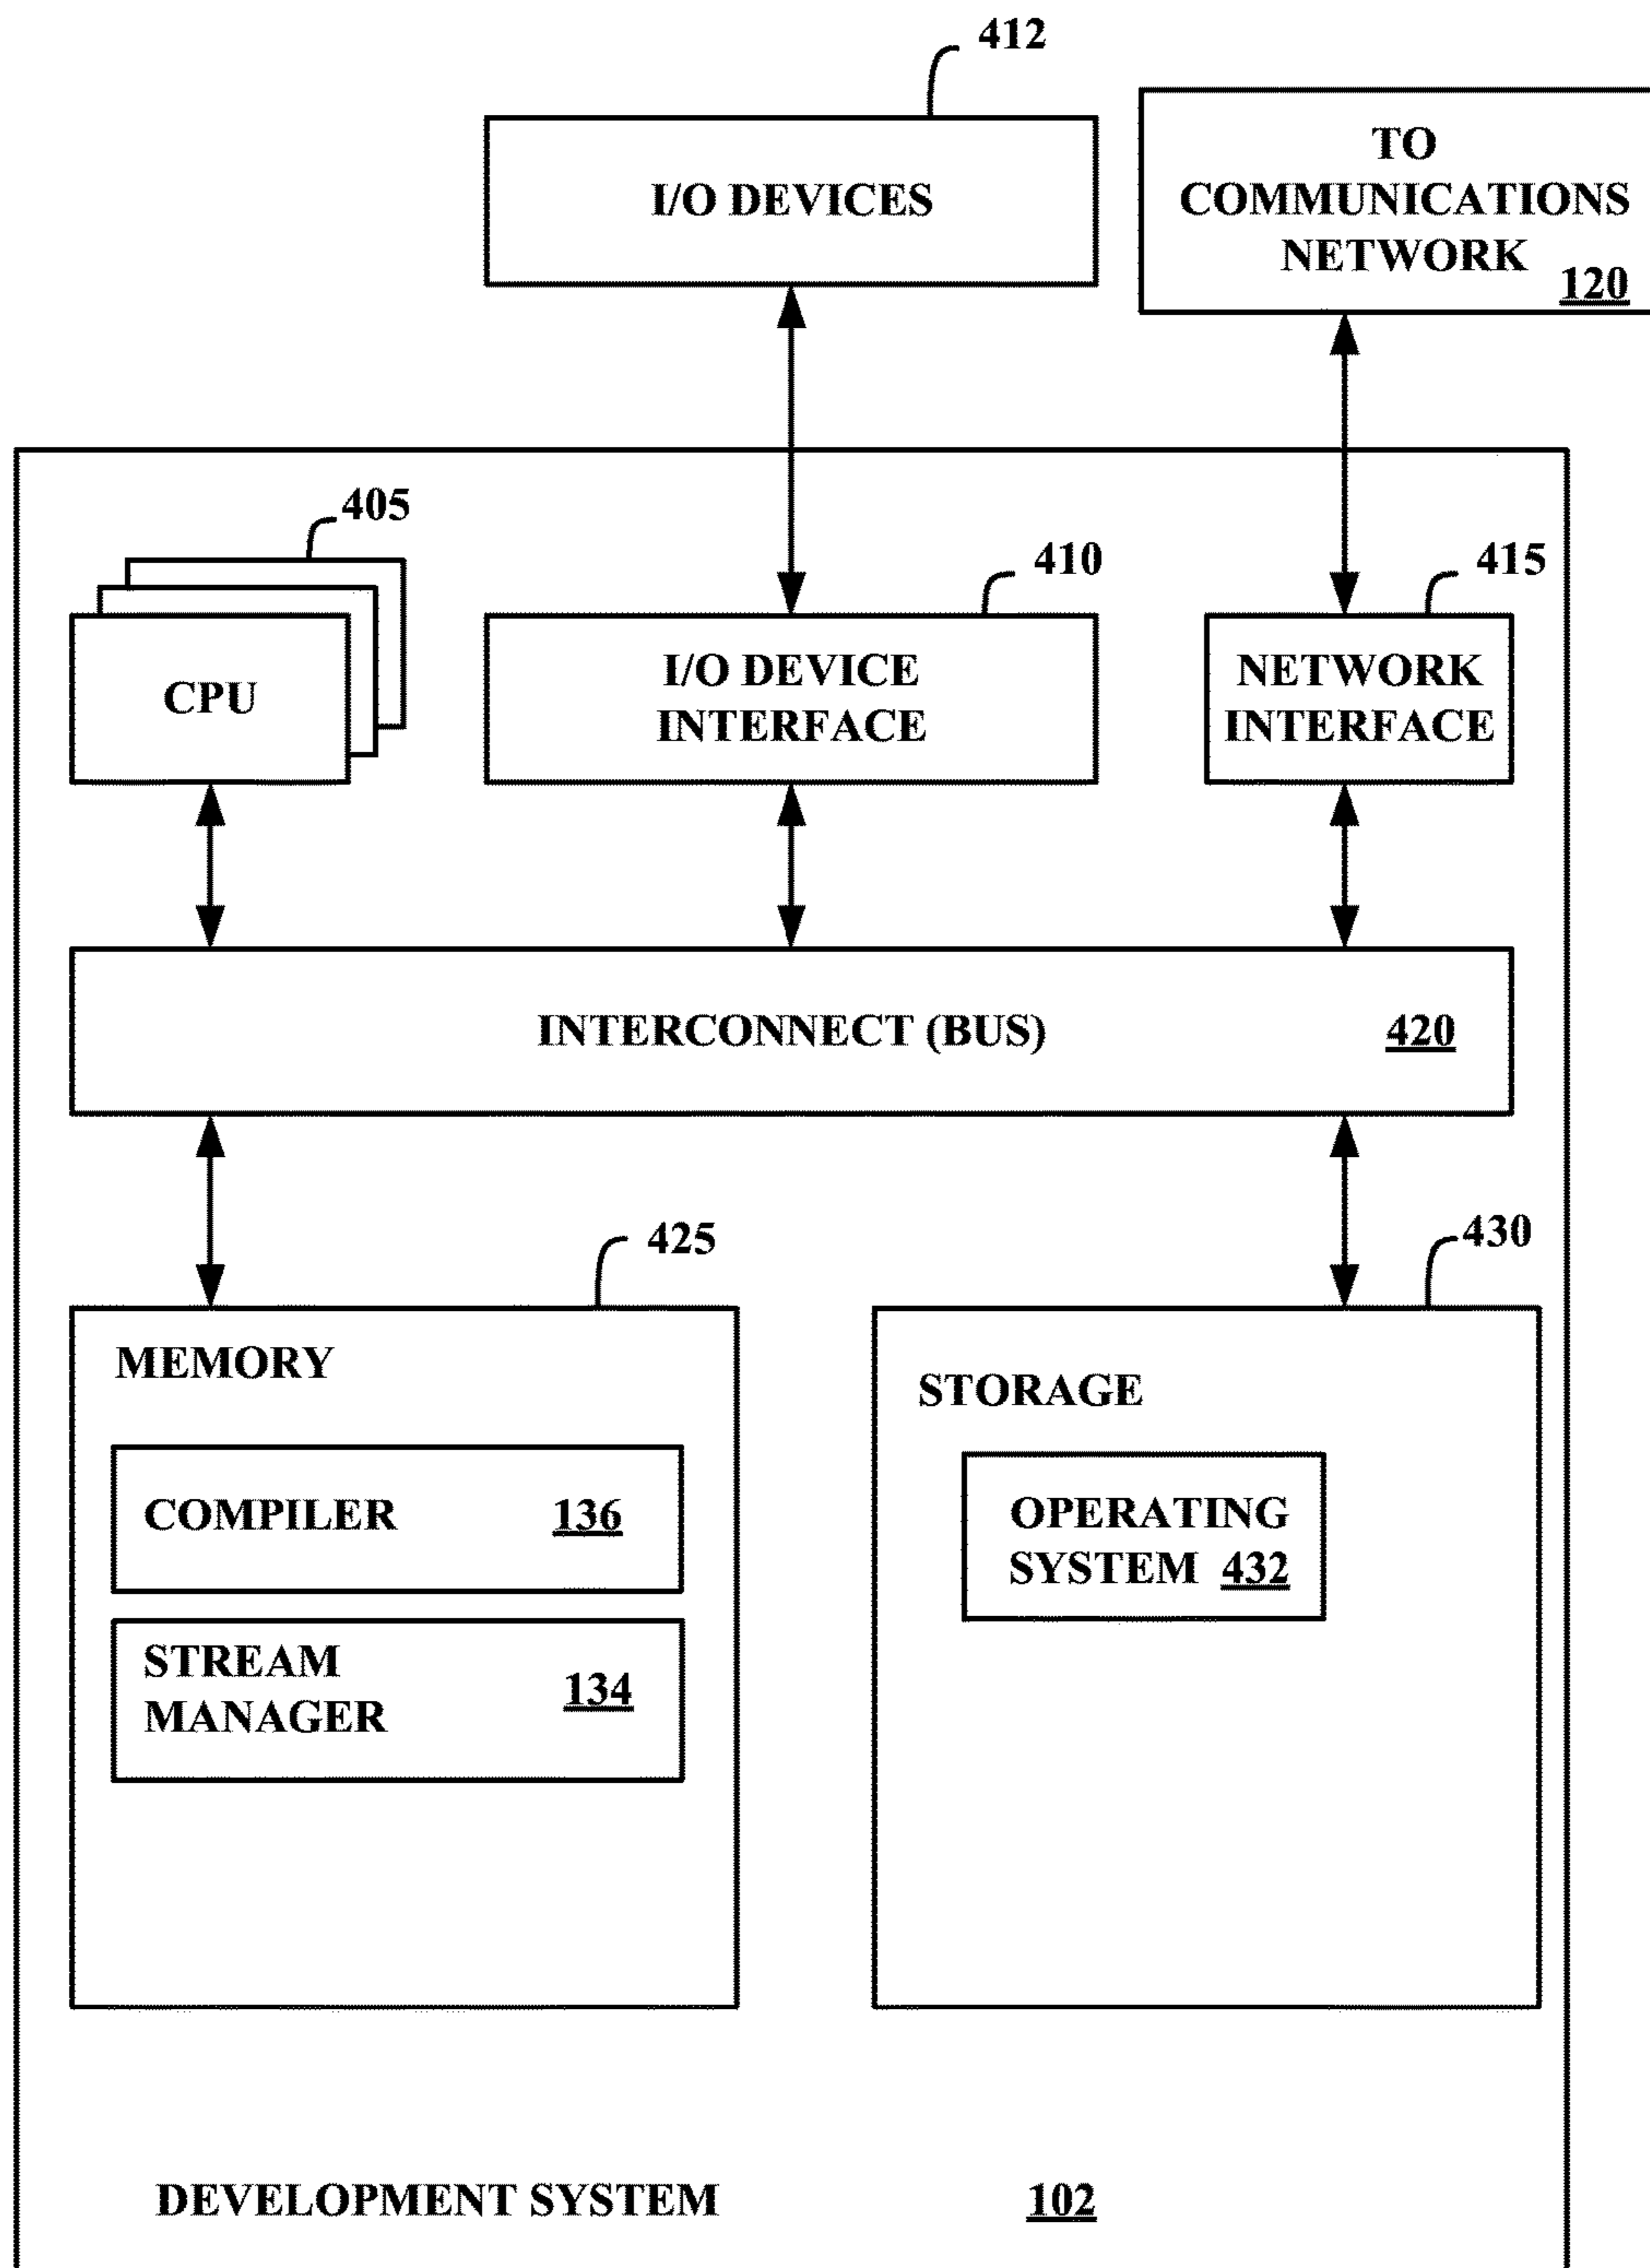 412
I/O DEVICES
TO
COMMUNICATIONS
NETWORK
120
405
CPU
410
I/O DEVICE
INTERFACE
415
NETWORK
INTERFACE
INTERCONNECT (BUS) 420
425
MEMORY
COMPILER 136
STREAM
MANAGER
134
430
STORAGE
OPERATING
SYSTEM 432
DEVELOPMENT SYSTEM 102